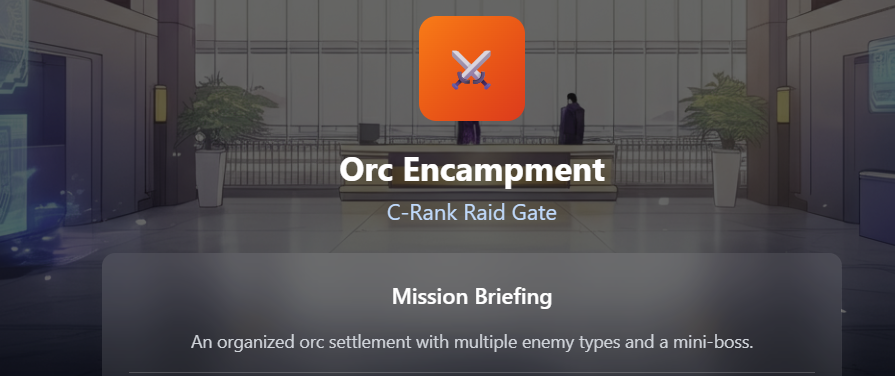 Orc Encampment
C-Rank Raid Gate
Mission Briefing
An organized orc settlement with multiple enemy types and a mini-boss.